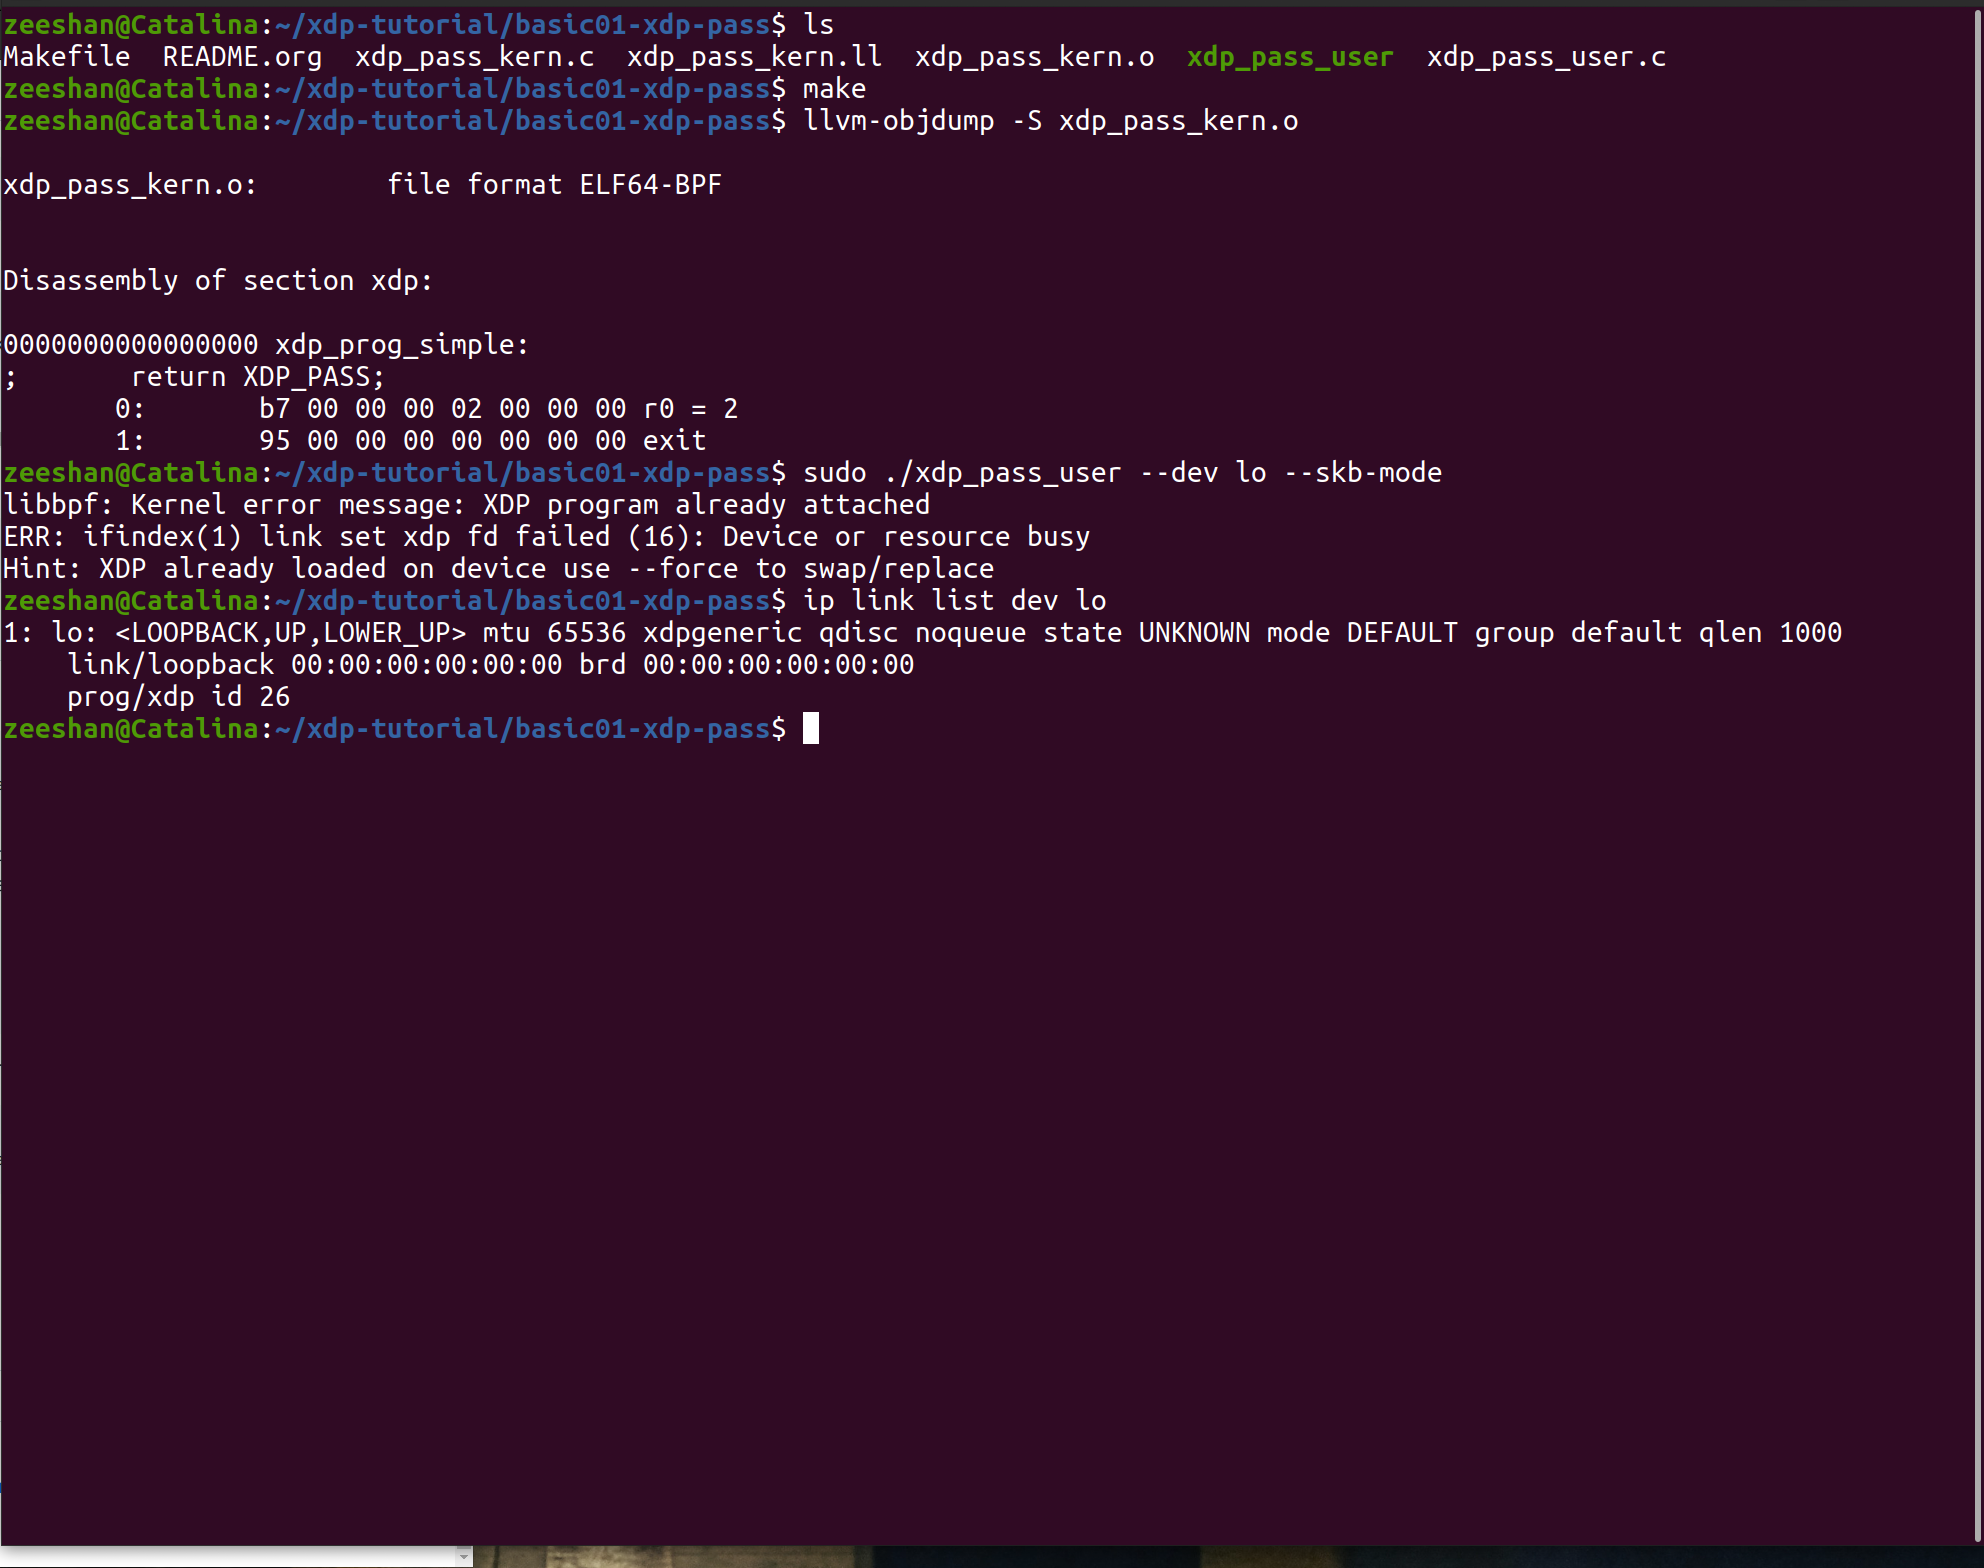 zeeshan@Catalina:~/xdp-tutorial/basic01-xdp-pass$ ls
Makefile  README.org  xdp_pass_kern.c  xdp_pass_kern.ll  xdp_pass_kern.o  xdp_pass_user  xdp_pass_user.c
zeeshan@Catalina:~/xdp-tutorial/basic01-xdp-pass$ make
zeeshan@Catalina:~/xdp-tutorial/basic01-xdp-pass$ llvm-objdump -S xdp_pass_kern.o
xdp_pass_kern.o:        file format ELF64-BPF
Disassembly of section xdp:
0000000000000000 xdp_prog_simple:
;       return XDP_PASS;
       0:       b7 00 00 00 02 00 00 00 r0 = 2
       1:       95 00 00 00 00 00 00 00 exit
zeeshan@Catalina:~/xdp-tutorial/basic01-xdp-pass$ sudo ./xdp_pass_user --dev lo --skb-mode
libbpf: Kernel error message: XDP program already attached
ERR: ifindex(1) link set xdp fd failed (16): Device or resource busy
Hint: XDP already loaded on device use --force to swap/replace
zeeshan@Catalina:~/xdp-tutorial/basic01-xdp-pass$ ip link list dev lo
1: lo: <LOOPBACK,UP,LOWER_UP> mtu 65536 xdpgeneric qdisc noqueue state UNKNOWN mode DEFAULT group default qlen 1000
    link/loopback 00:00:00:00:00:00 brd 00:00:00:00:00:00
    prog/xdp id 26
zeeshan@Catalina:~/xdp-tutorial/basic01-xdp-pass$